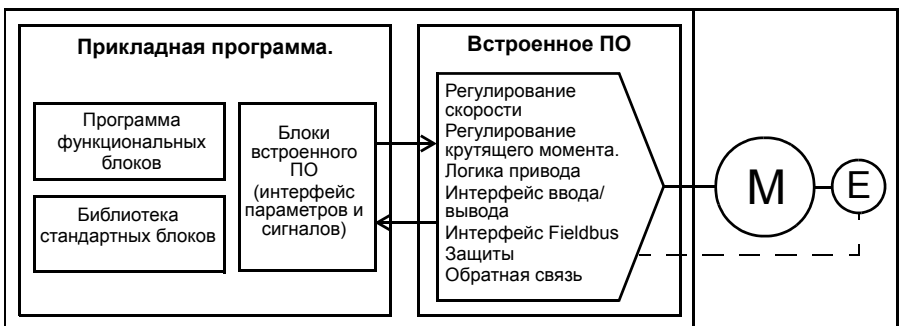 Прикладная программа.
Программа
функциональных
блоков
Библиотека
стандартных блоков
Блоки
встроенного
ПО
(интерфейс
параметров и
сигналов)
Встроенное ПО
Регулирование
скорости
Регулирование
крутящего момента.
Логика привода
Интерфейс ввода/
вывода
Интерфейс Fieldbus
Защиты
Обратная связь
M
E